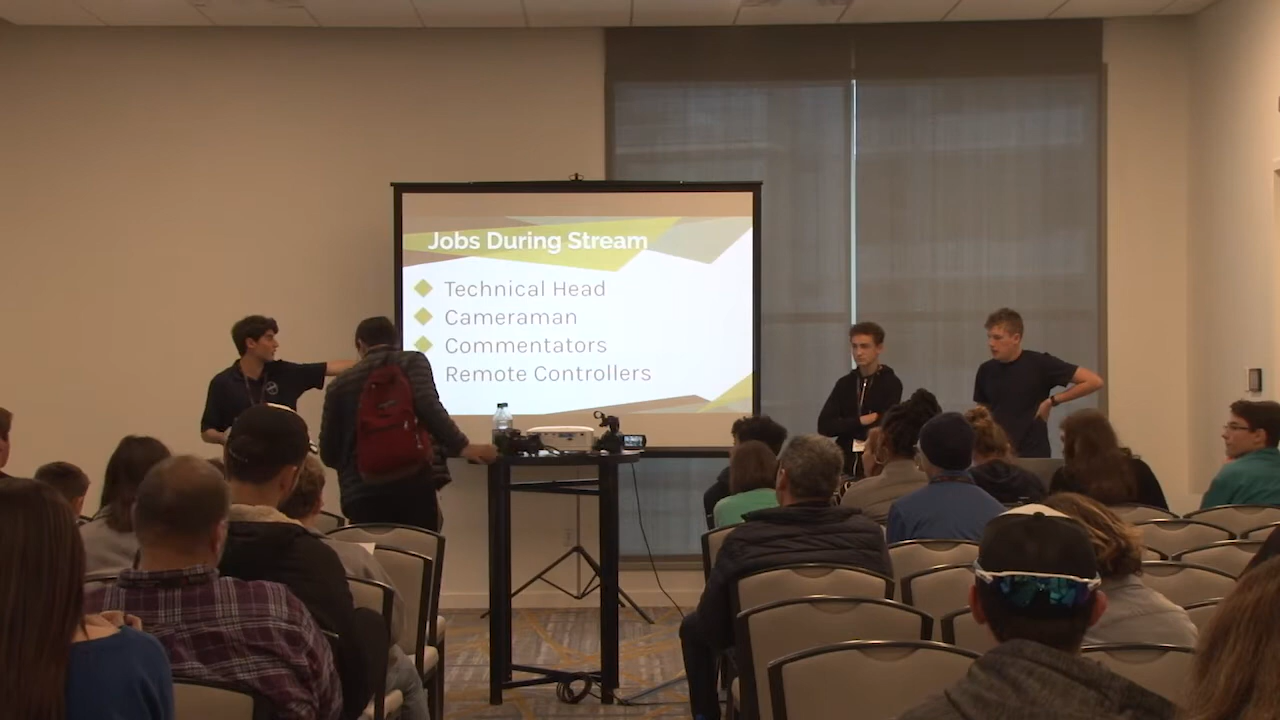 Jobs During Stream
Technical Head
Cameraman
Commentators
Remote Controllers